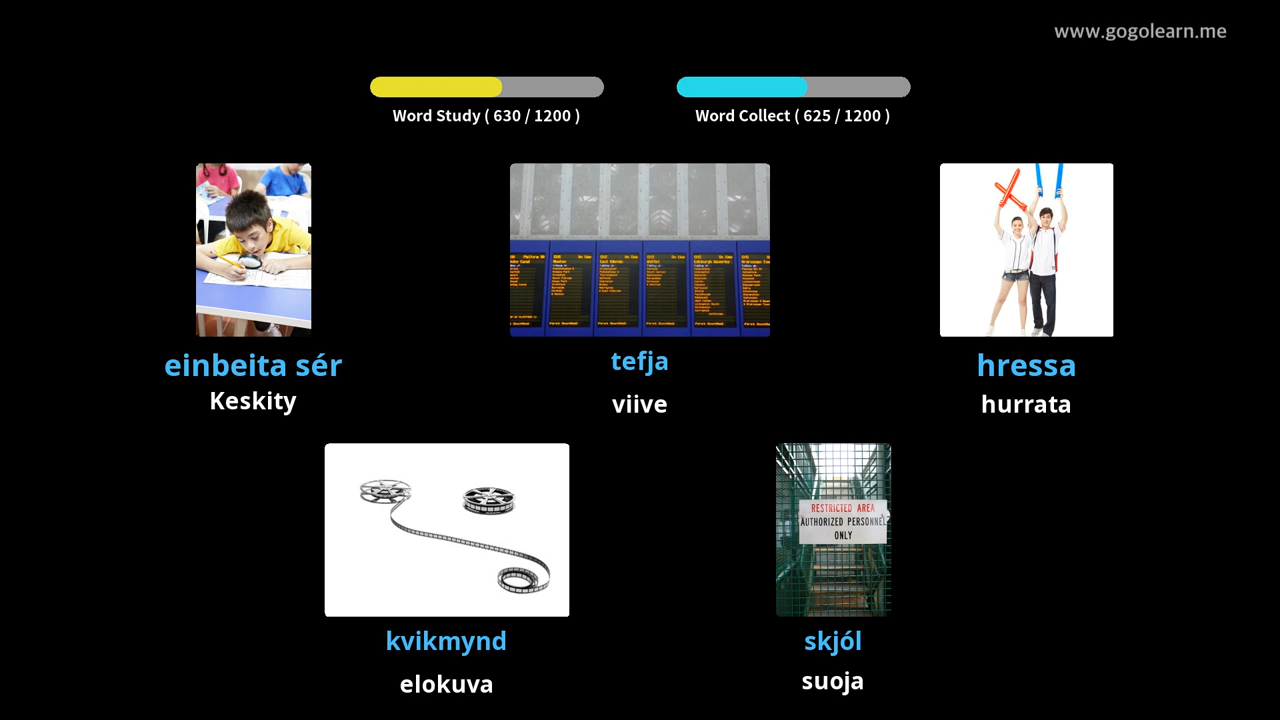 www.gogolearn.me
Word Study ( 630 / 1200 )
Word Collect ( 625 / 1200 )
einbeita sér
Keskity
tefja
viive
hressa
hurrata
RESTRICTED AREA
AUTHORIZED PERSONNEL
ONLY
kvikmynd
elokuva
skjól
suoja